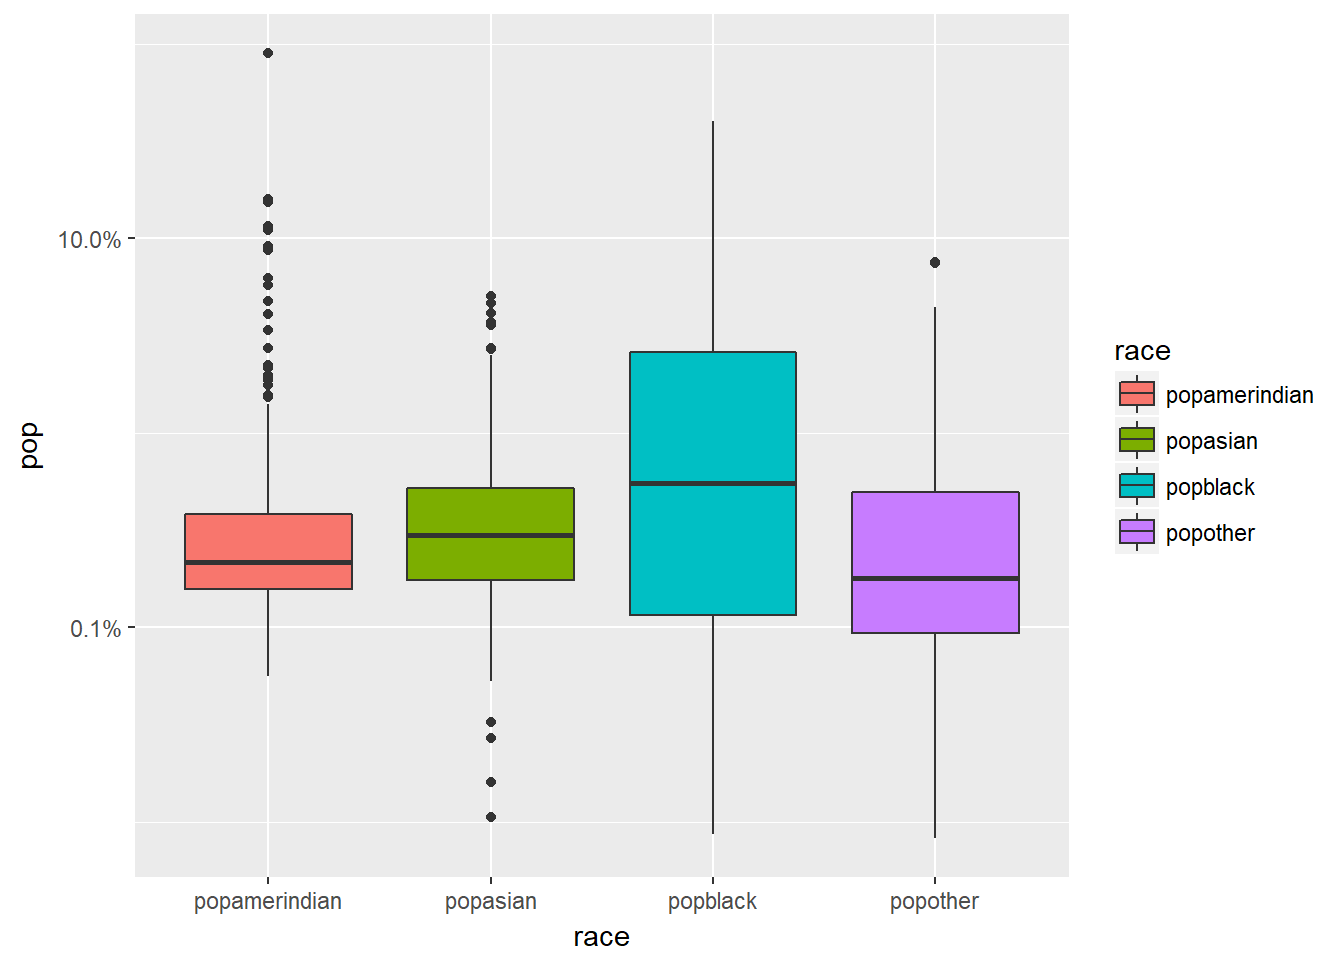 pop
10.0%
0.1%
popamerindian
popasian
popblack
popother
race
race
popamerindian
popasian
popblack
popother